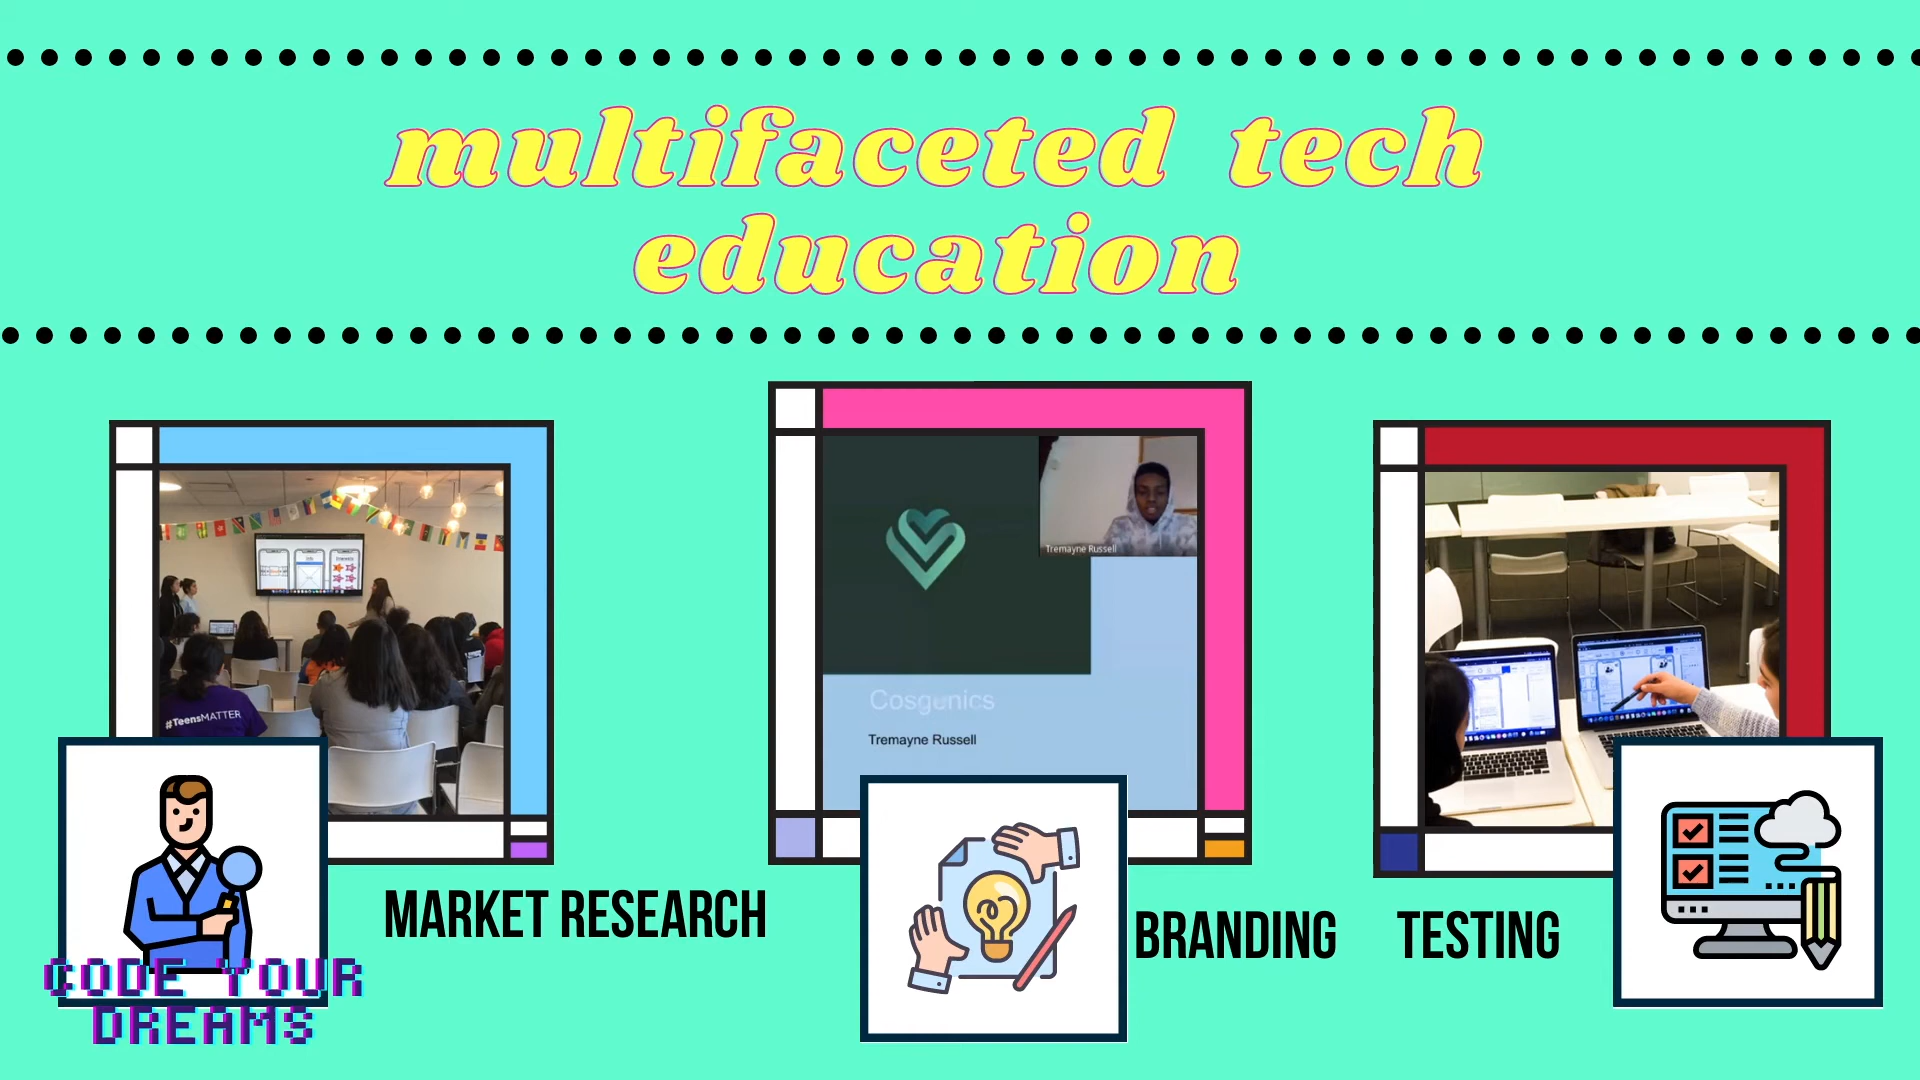 multifaceted tech
education
#TeensMATTER
Tremayne Russell
Cosgenics
Tremayne Russell
MARKET RESEARCH
BRANDING
TESTING
CODE YOUR
DREAMS